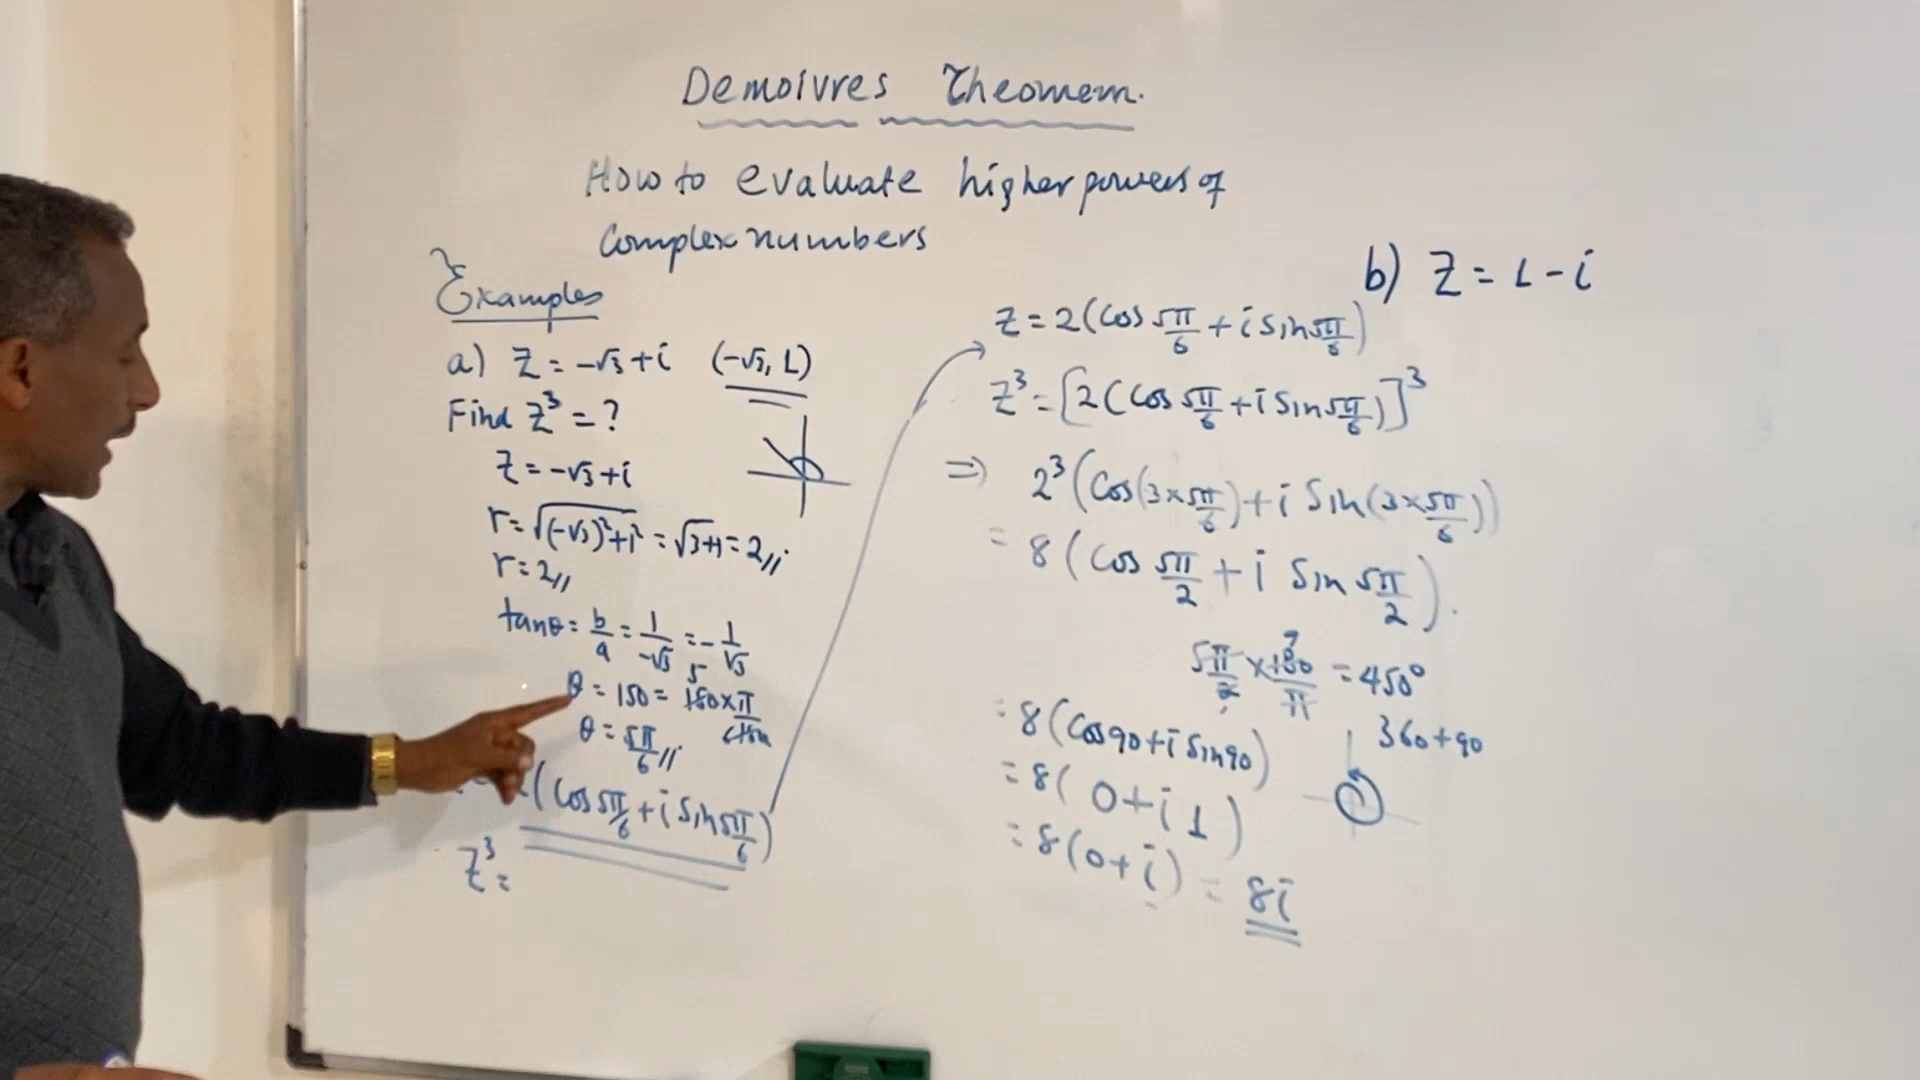 Demoivres Theomem.
How to evaluate higher powers of
Complex numbers
Examples
a) Z = -√3 + i (-√3, 1)
Find Z³ = ?
Z = -√3 + i
r = √((-√3)² + 1²) = √3+1 = 2//
r = 2//
tanθ = b/a = 1/-√3 = -1/√3
θ = 150 = 150 × π/180
5
θ = 5π/6 //
(Cos 5π/6 + i Sin 5π/6)
Z³ =
Z = 2(Cos 5π/6 + i Sin 5π/6)
Z³ = [2(Cos 5π/6 + i Sin 5π/6)]³
⇒ 2³(Cos(3×5π/6) + i Sin(3×5π/6))
= 8(Cos 5π/2 + i Sin 5π/2).
5π/2 × 180/π = 450°
360+90
= 8(Cos90 + i Sin90)
= 8(0 + i 1)
= 8(0 + i) = 8i
b) Z = 1 - i